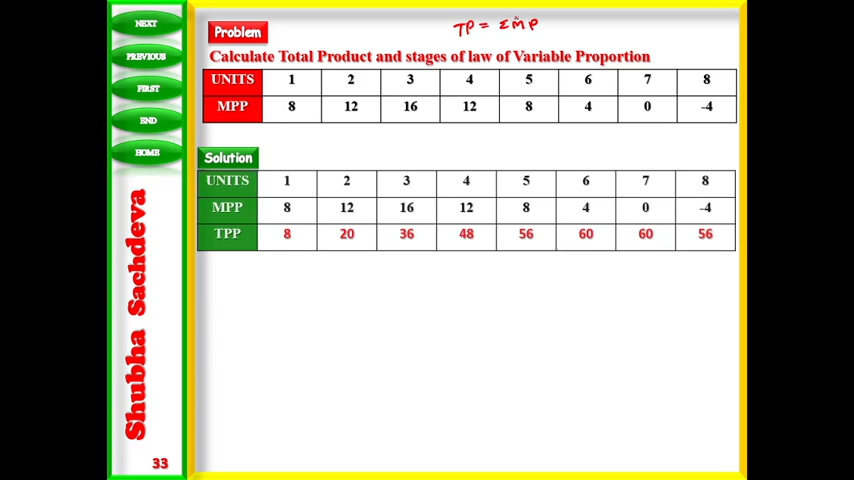 NEXT
PREVIOUS
FIRST
END
HOME
Shubha Sachdeva
33
TP = ΣMP
Problem
Calculate Total Product and stages of law of Variable Proportion
UNITS 1 2 3 4 5 6 7 8
MPP 8 12 16 12 8 4 0 -4
Solution
UNITS 1 2 3 4 5 6 7 8
MPP 8 12 16 12 8 4 0 -4
TPP 8 20 36 48 56 60 60 56